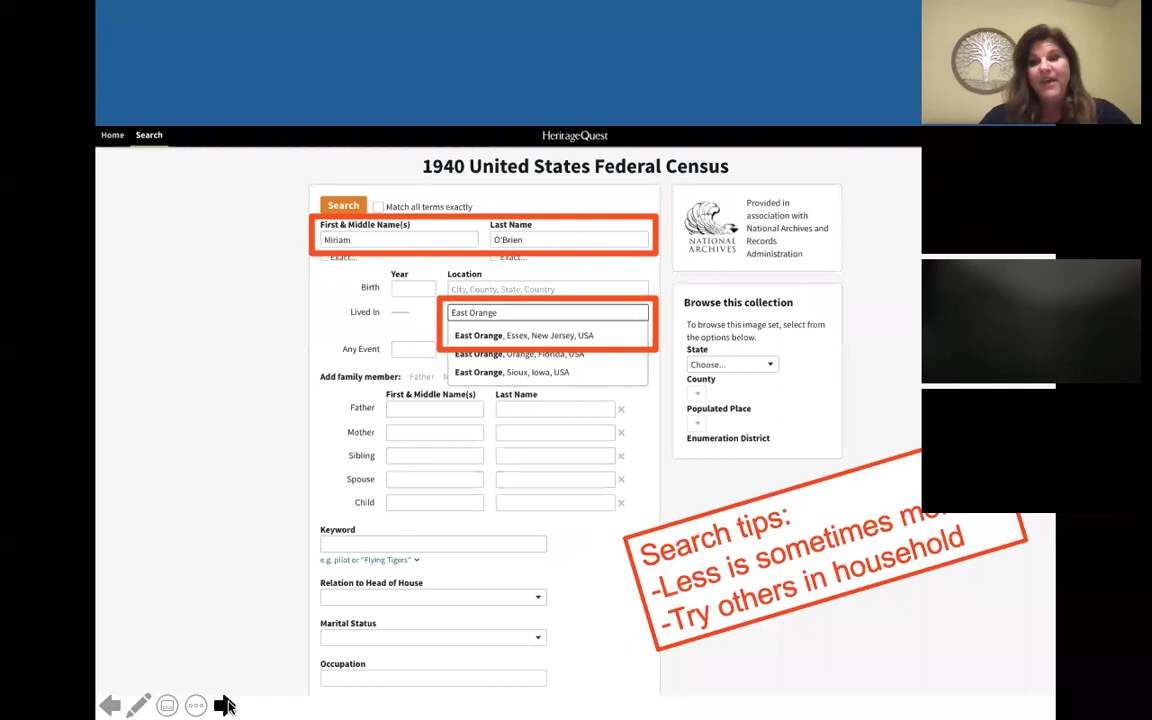 Home Search
HeritageQuest
1940 United States Federal Census
Search Match all terms exactly
First & Middle Name(s) Last Name
Miriam O'Brien
Exact... Exact...
Year Location
Birth City, County, State, Country
Lived In East Orange
East Orange, Essex, New Jersey, USA
Any Event
East Orange, Orange, Florida, USA
East Orange, Sioux, Iowa, USA
Add family member: Father
First & Middle Name(s) Last Name
Father
Mother
Sibling
Spouse
Child
Keyword
e.g. pilot or "Flying Tigers"
Relation to Head of House
Marital Status
Occupation
NATIONAL
ARCHIVES
Provided in
association with
National Archives and
Records
Administration
Browse this collection
To browse this image set, select from
the options below.
State
Choose...
County
Populated Place
Enumeration District
Search tips:
-Less is sometimes
-Try others in household